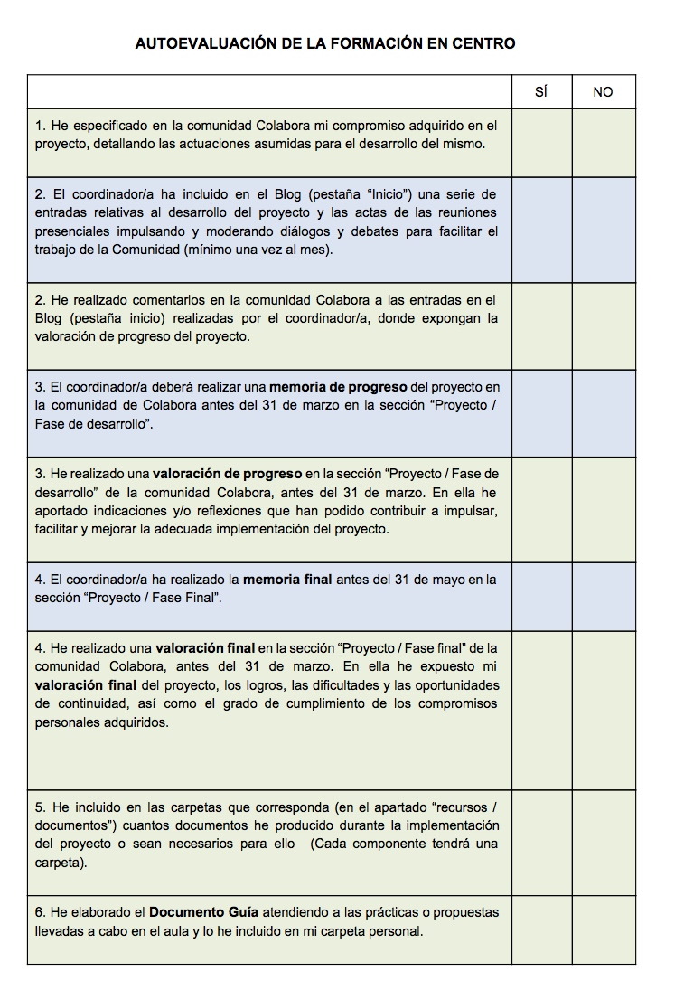 AUTOEVALUACIÓN DE LA FORMACIÓN EN CENTRO
SÍ NO
1. He especificado en la comunidad Colabora mi compromiso adquirido en el
proyecto, detallando las actuaciones asumidas para el desarrollo del mismo.
2. El coordinador/a ha incluido en el Blog (pestaña “Inicio”) una serie de
entradas relativas al desarrollo del proyecto y las actas de las reuniones
presenciales impulsando y moderando diálogos y debates para facilitar el
trabajo de la Comunidad (mínimo una vez al mes).
2. He realizado comentarios en la comunidad Colabora a las entradas en el
Blog (pestaña inicio) realizadas por el coordinador/a, donde expongan la
valoración de progreso del proyecto.
3. El coordinador/a deberá realizar una memoria de progreso del proyecto en
la comunidad de Colabora antes del 31 de marzo en la sección “Proyecto /
Fase de desarrollo”.
3. He realizado una valoración de progreso en la sección “Proyecto / Fase de
desarrollo” de la comunidad Colabora, antes del 31 de marzo. En ella he
aportado indicaciones y/o reflexiones que han podido contribuir a impulsar,
facilitar y mejorar la adecuada implementación del proyecto.
4. El coordinador/a ha realizado la memoria final antes del 31 de mayo en la
sección “Proyecto / Fase Final”.
4. He realizado una valoración final en la sección “Proyecto / Fase final” de la
comunidad Colabora, antes del 31 de marzo. En ella he expuesto mi
valoración final del proyecto, los logros, las dificultades y las oportunidades
de continuidad, así como el grado de cumplimiento de los compromisos
personales adquiridos.
5. He incluido en las carpetas que corresponda (en el apartado “recursos /
documentos”) cuantos documentos he producido durante la implementación
del proyecto o sean necesarios para ello (Cada componente tendrá una
carpeta).
6. He elaborado el Documento Guía atendiendo a las prácticas o propuestas
llevadas a cabo en el aula y lo he incluido en mi carpeta personal.